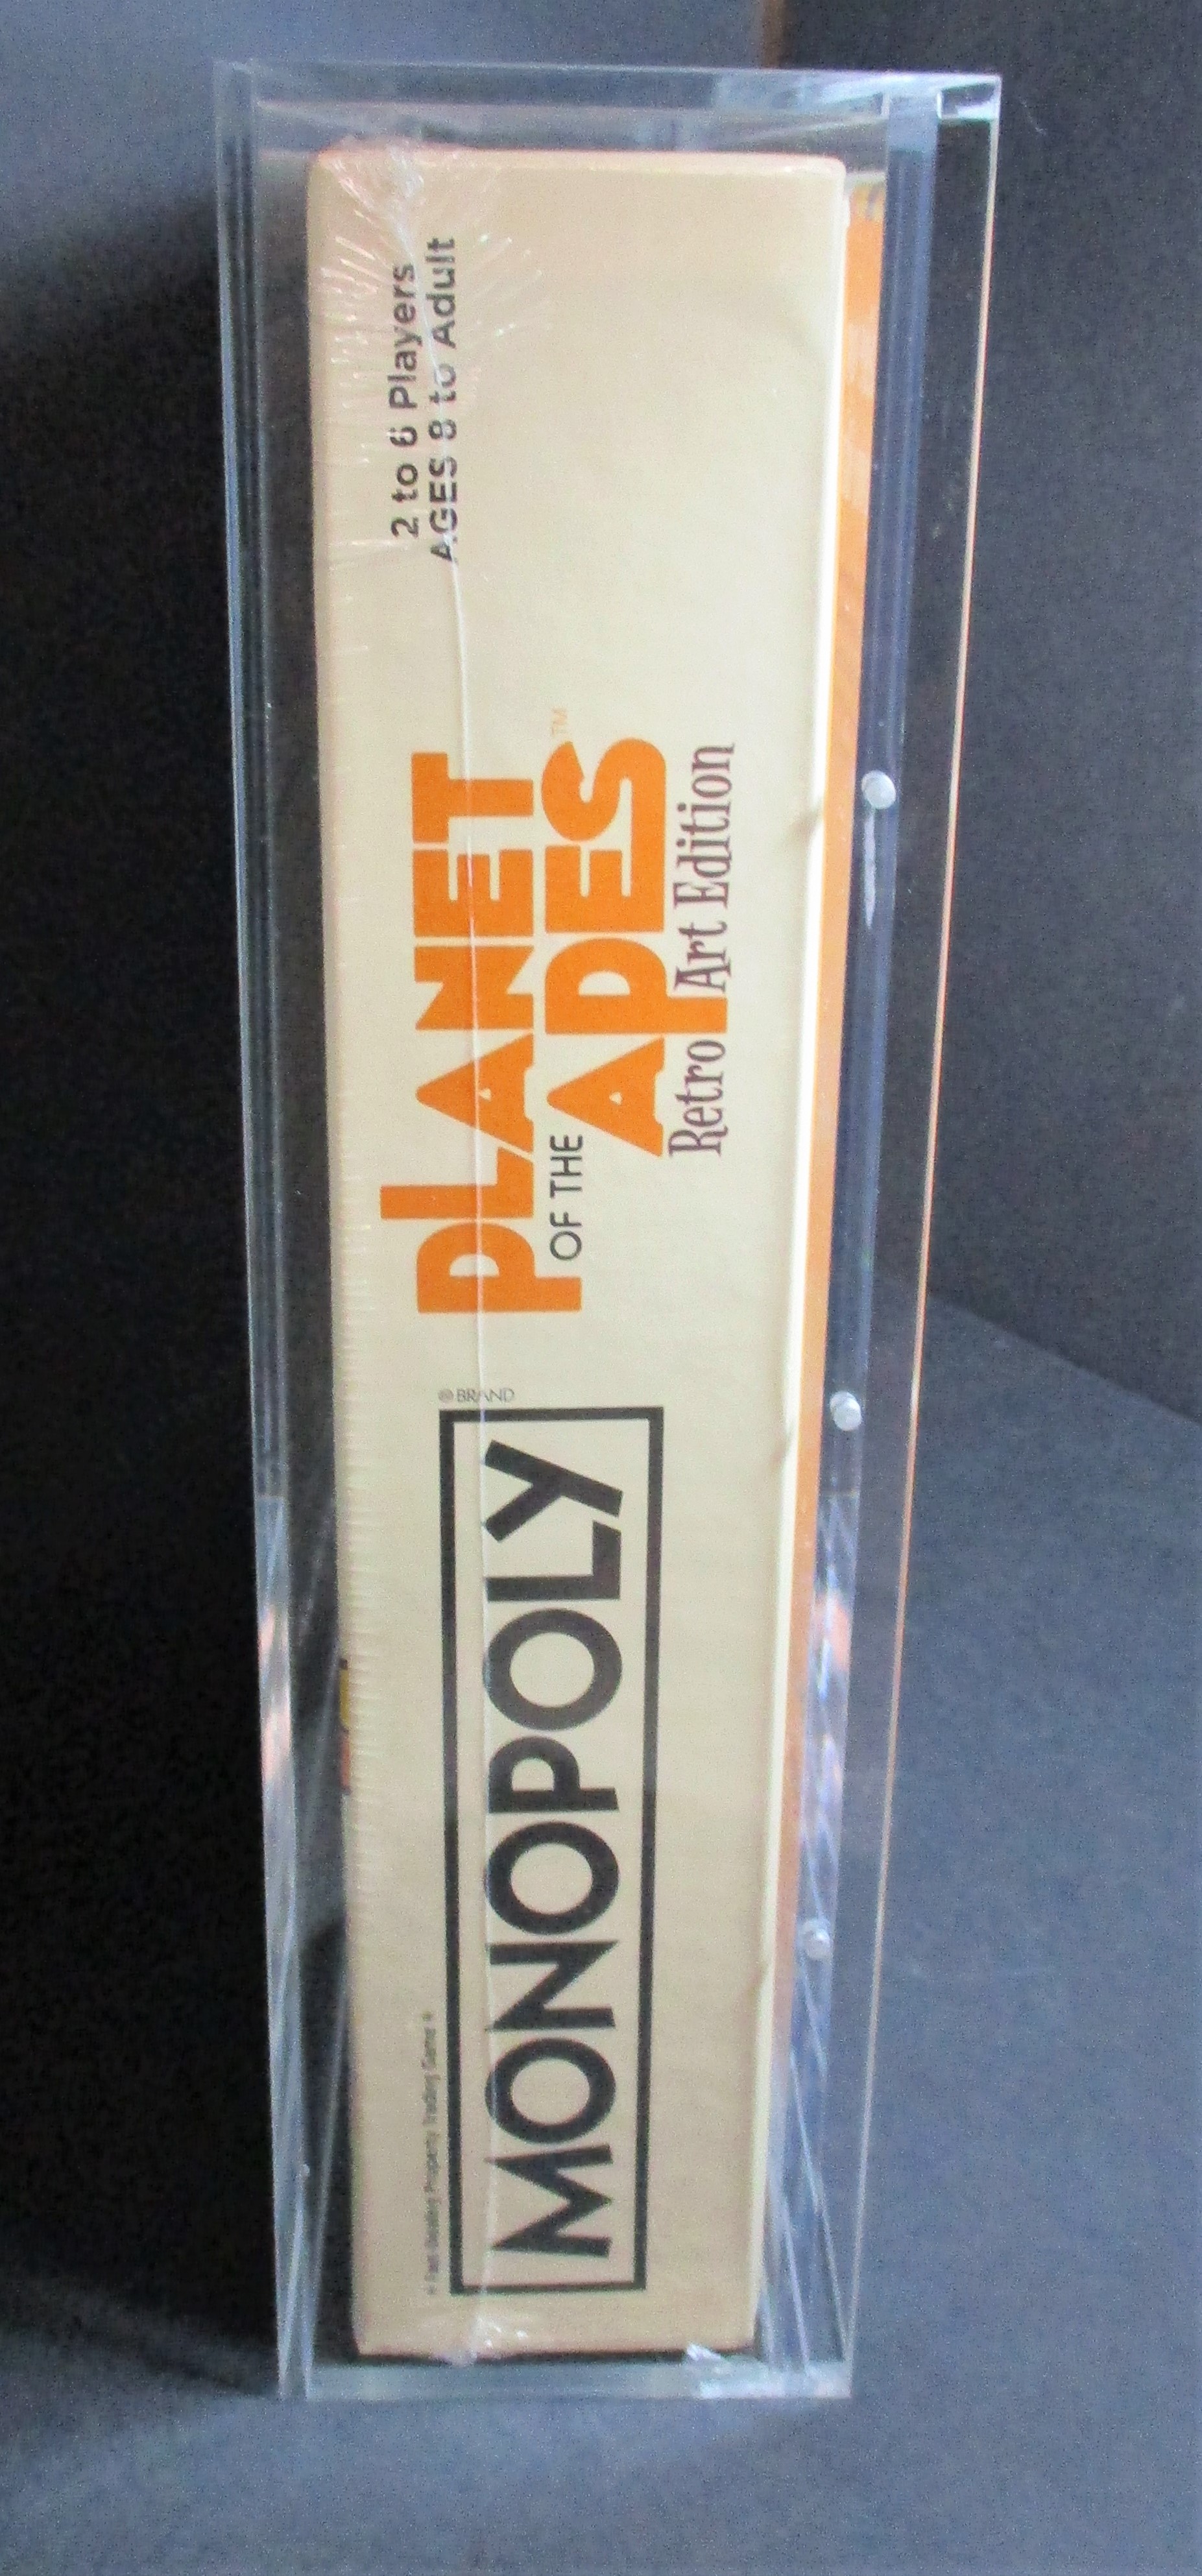 Fast-Dealing Property Trading Game
MONOPOLY
® BRAND
PLANET
OF THE
APES™
Retro Art Edition
2 to 6 Players
AGES 8 to Adult